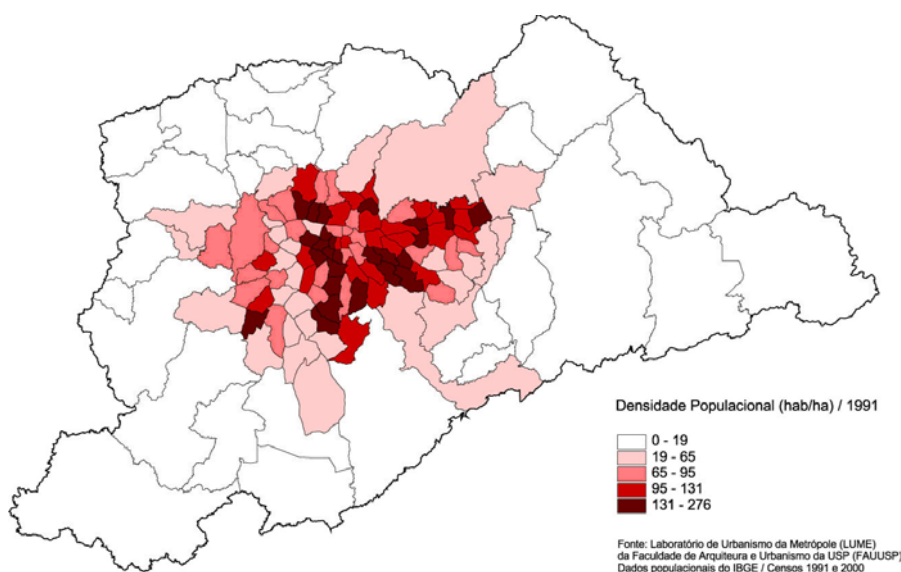 Densidade Populacional (hab/ha) / 1991
0 - 19
19 - 65
65 - 95
95 - 131
131 - 276
Fonte: Laboratório de Urbanismo da Metrópole (LUME)
da Faculdade de Arquiteura e Urbanismo da USP (FAUUSP)
Dados populacionais do IBGE / Censos 1991 e 2000